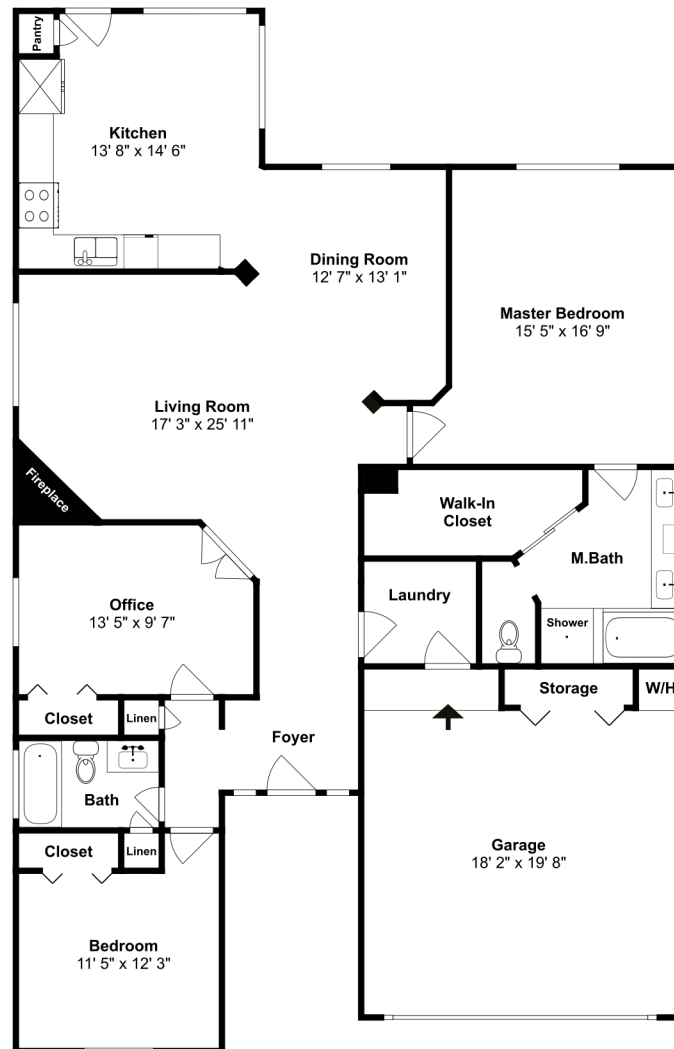 Pantry
Kitchen
13' 8" x 14' 6"
Dining Room
12' 7" x 13' 1"
Master Bedroom
15' 5" x 16' 9"
Living Room
17' 3" x 25' 11"
Fireplace
Walk-In
Closet
M.Bath
Laundry
Office
13' 5" x 9' 7"
Shower
Closet
Linen
Storage
W/H
Foyer
Bath
Closet
Linen
Garage
18' 2" x 19' 8"
Bedroom
11' 5" x 12' 3"